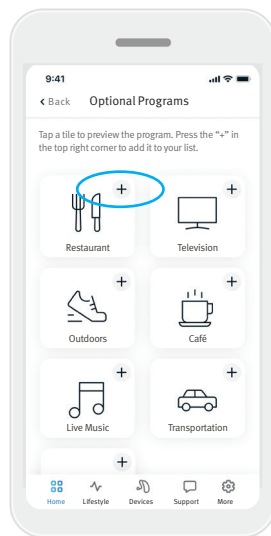 9:41
Back
Optional Programs
Tap a tile to preview the program. Press the “+” in
the top right corner to add it to your list.
+
+
Restaurant
Television
+
+
Outdoors
Café
+
+
Live Music
Transportation
+
Home
Lifestyle
Devices
Support
More